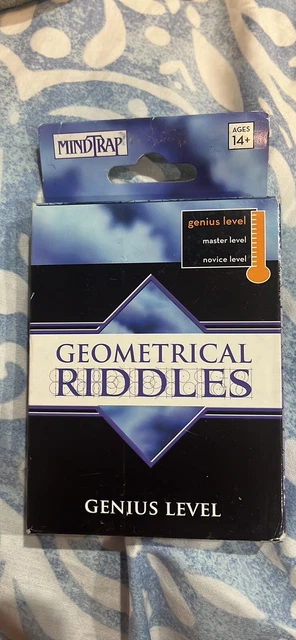 MINDTRAP
AGES
14+
genius level
master level
novice level
GEOMETRICAL
RIDDLES
GENIUS LEVEL